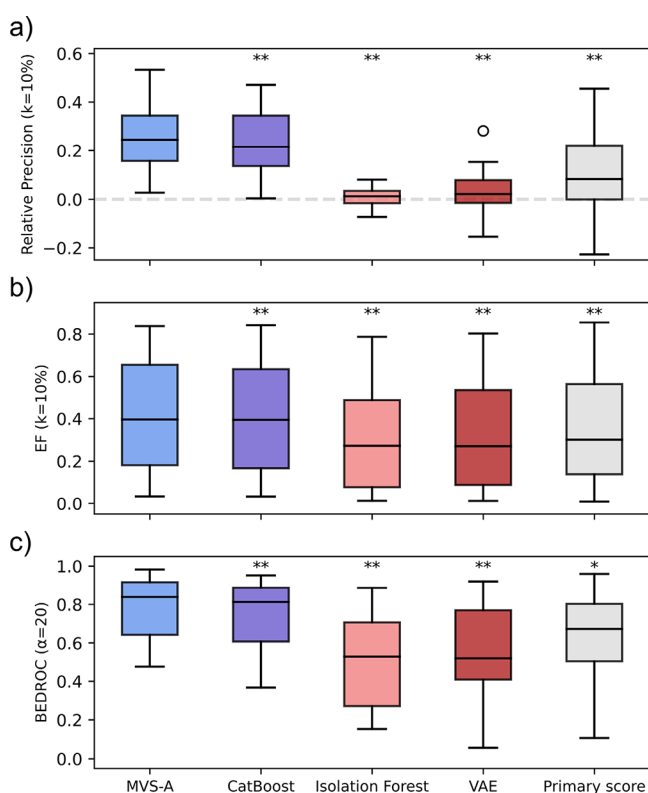 a)
Relative Precision (k=10%)
0.6
0.4
0.2
0.0
−0.2
** ** ** **
b)
EF (k=10%)
0.8
0.6
0.4
0.2
0.0
** ** ** **
c)
BEDROC (α=20)
1.0
0.8
0.6
0.4
0.2
0.0
** ** ** *
MVS-A CatBoost Isolation Forest VAE Primary score